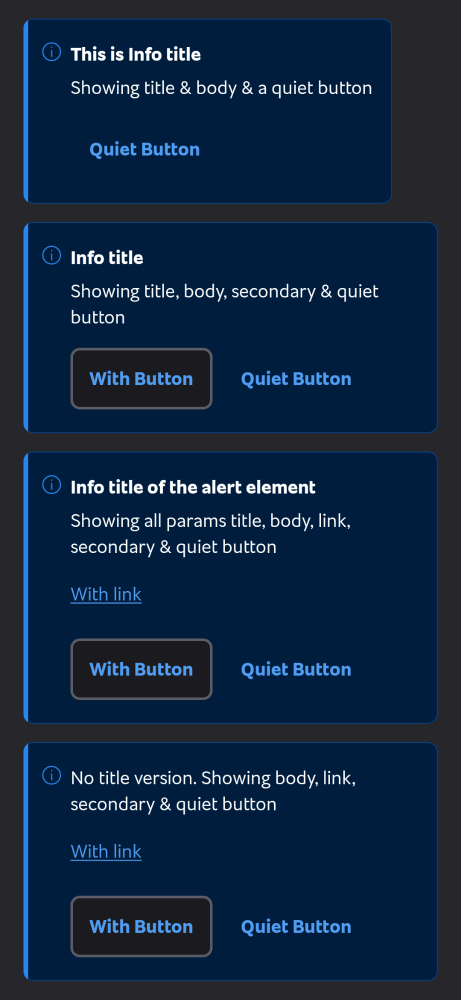 This is Info title
Showing title & body & a quiet button
Quiet Button
Info title
Showing title, body, secondary & quiet
button
With Button
Quiet Button
Info title of the alert element
Showing all params title, body, link,
secondary & quiet button
With link
With Button
Quiet Button
No title version. Showing body, link,
secondary & quiet button
With link
With Button
Quiet Button